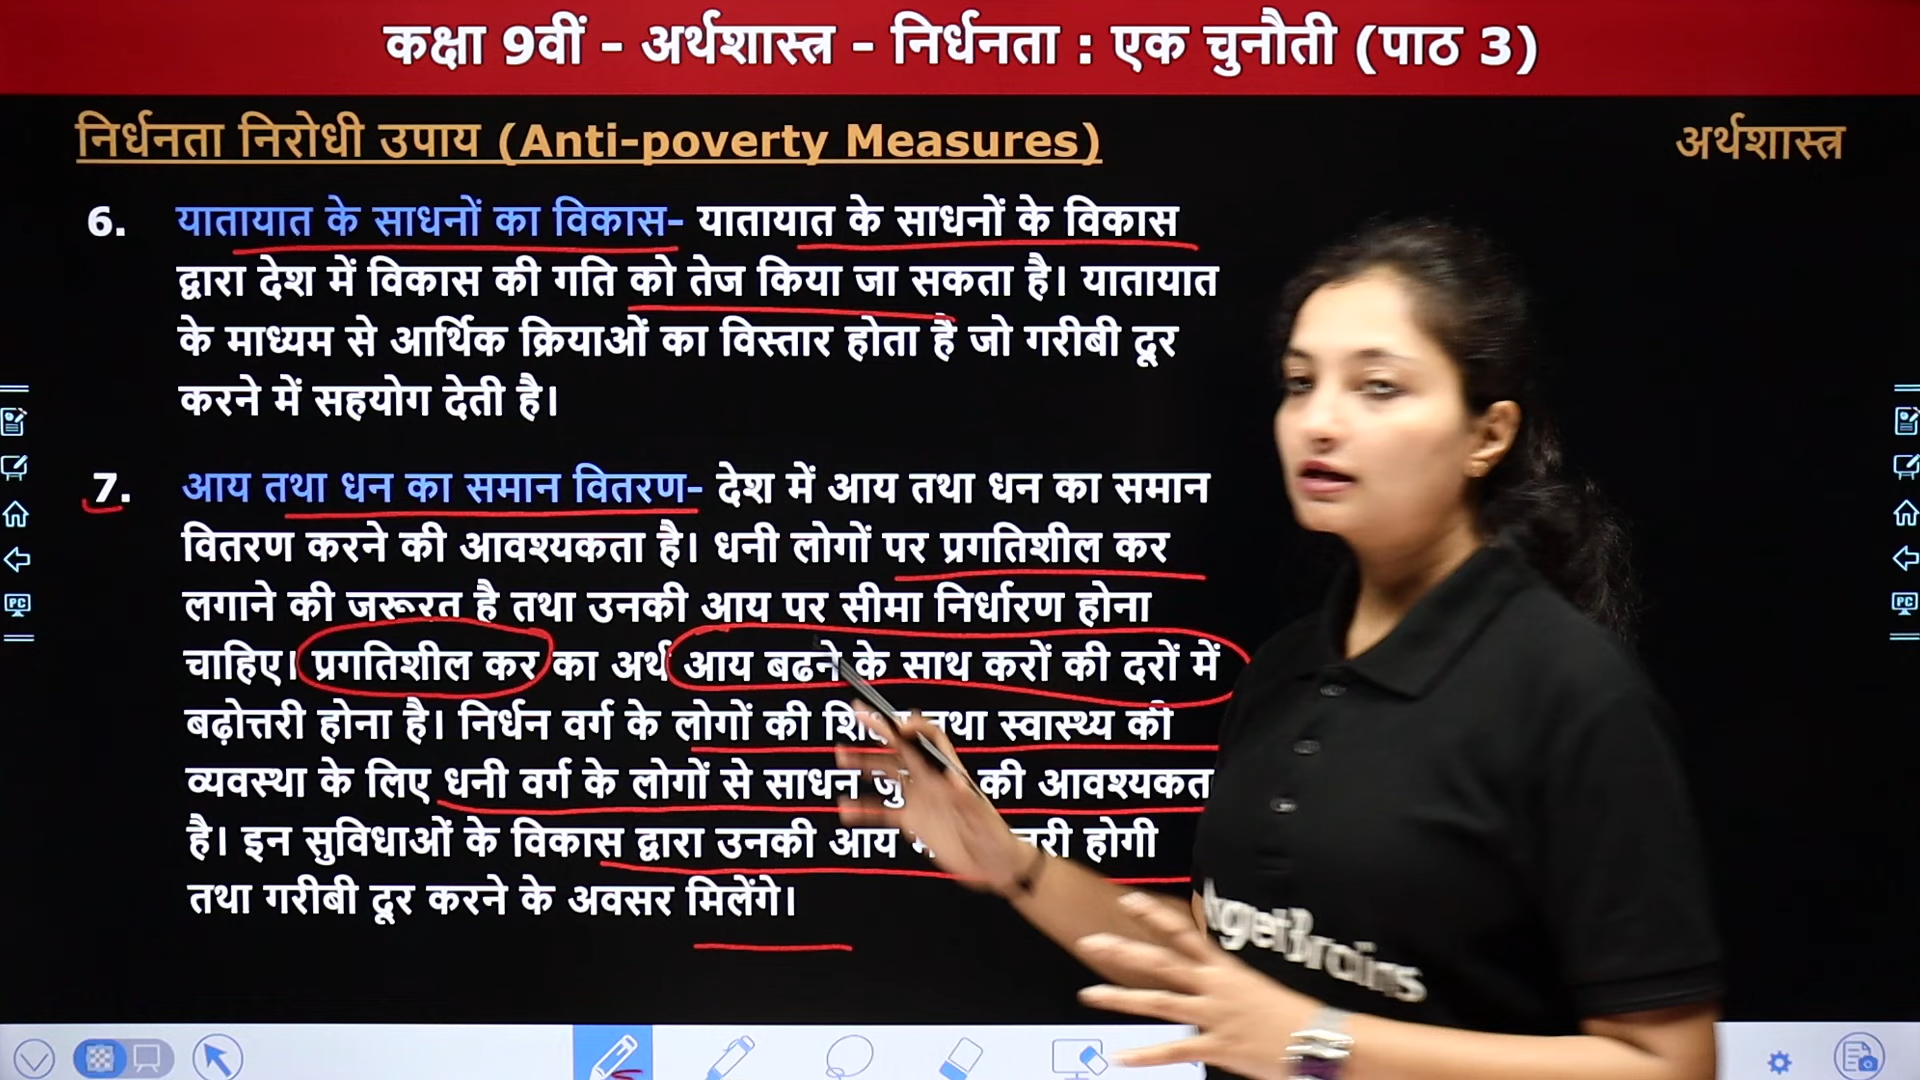 कक्षा 9वीं - अर्थशास्त्र - निर्धनता : एक चुनौती (पाठ 3)
निर्धनता निरोधी उपाय (Anti-poverty Measures)
अर्थशास्त्र
6. यातायात के साधनों का विकास- यातायात के साधनों के विकास
द्वारा देश में विकास की गति को तेज किया जा सकता है। यातायात
के माध्यम से आर्थिक क्रियाओं का विस्तार होता है जो गरीबी दूर
करने में सहयोग देती है।
7. आय तथा धन का समान वितरण- देश में आय तथा धन का समान
वितरण करने की आवश्यकता है। धनी लोगों पर प्रगतिशील कर
लगाने की जरूरत है तथा उनकी आय पर सीमा निर्धारण होना
चाहिए। प्रगतिशील कर का अर्थ आय बढने के साथ करों की दरों में
बढ़ोत्तरी होना है। निर्धन वर्ग के लोगों की तथा स्वास्थ्य की
व्यवस्था के लिए धनी वर्ग के लोगों से साधन की आवश्यकत
है। इन सुविधाओं के विकास द्वारा उनकी आय होगी
तथा गरीबी दूर करने के अवसर मिलेंगे।
PC
PC